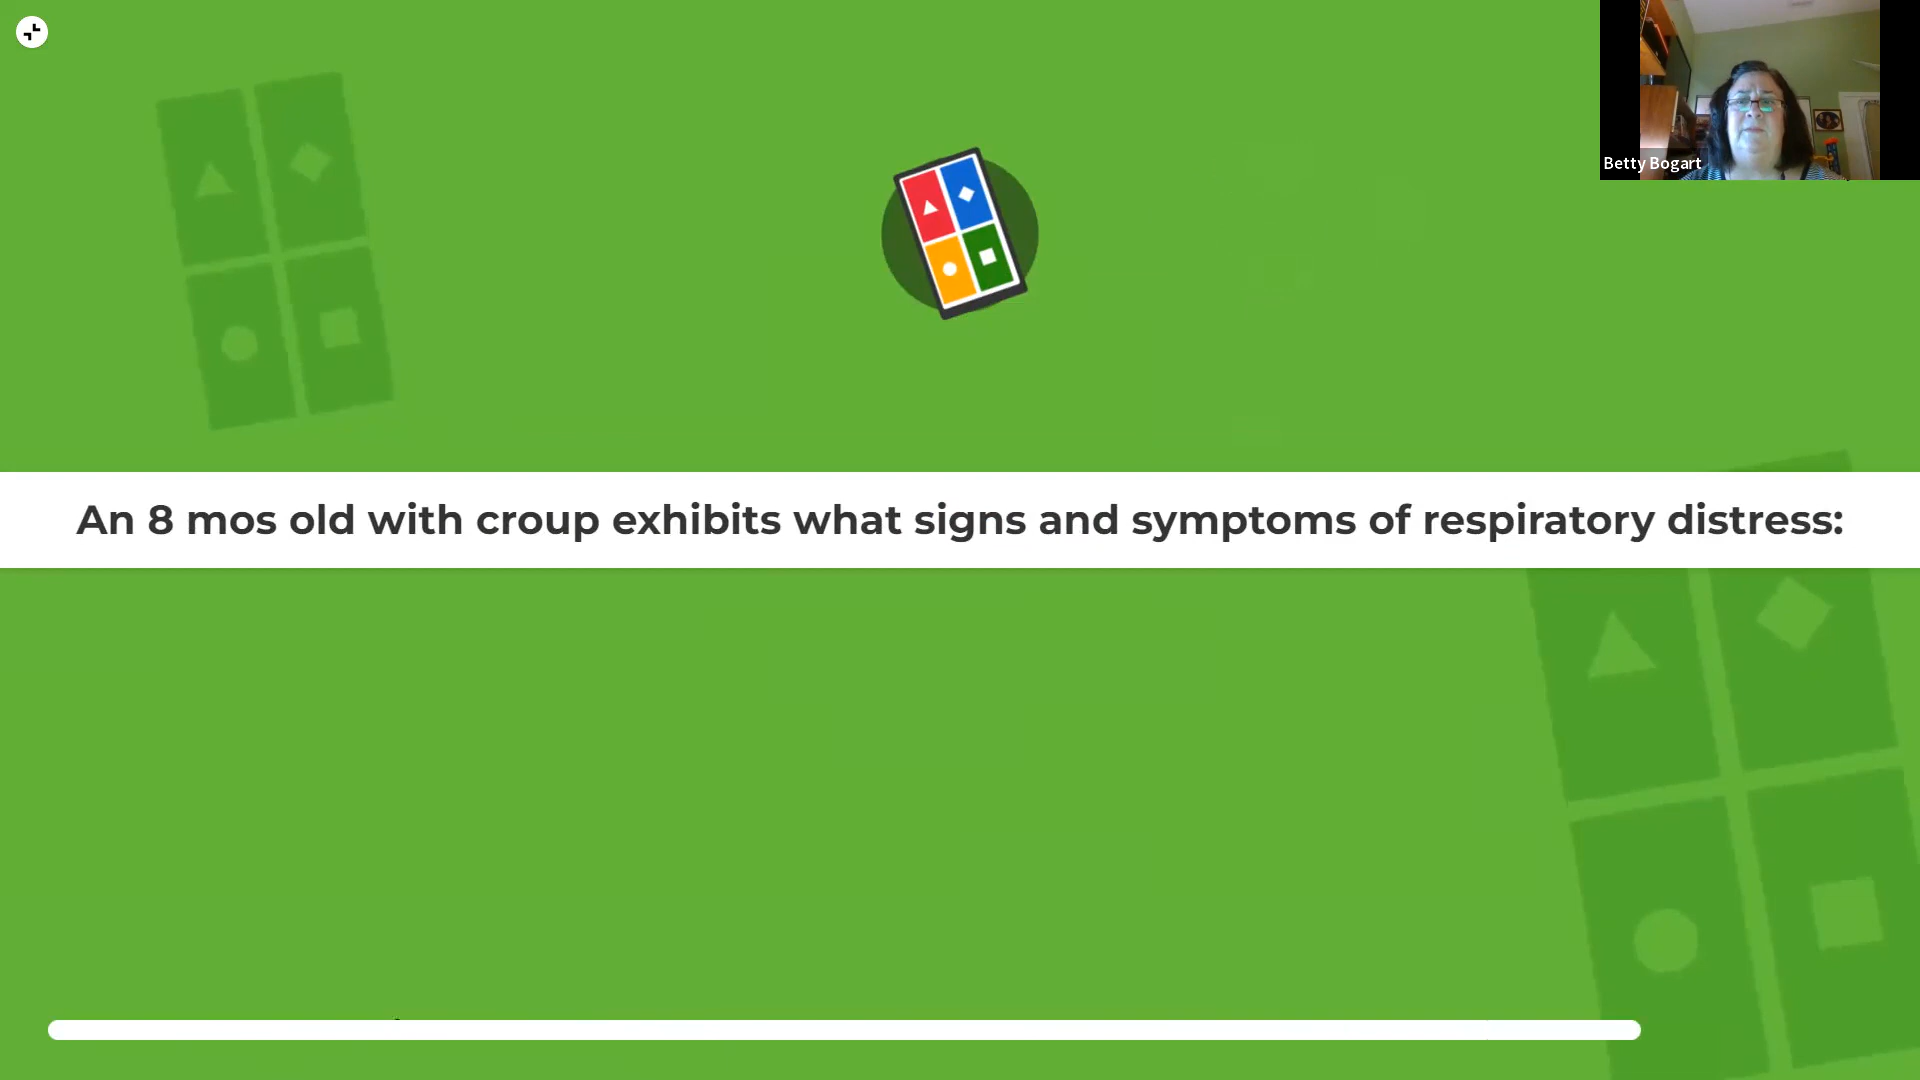 Betty Bogart
An 8 mos old with croup exhibits what signs and symptoms of respiratory distress: